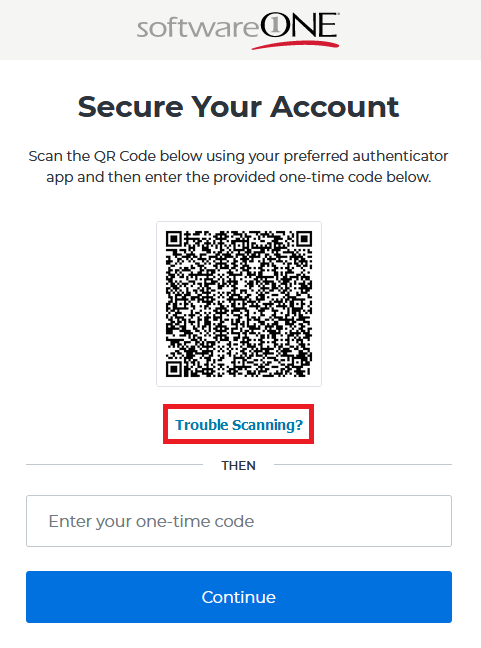 softwareONE
Secure Your Account
Scan the QR Code below using your preferred authenticator
app and then enter the provided one-time code below.
Trouble Scanning?
THEN
Enter your one-time code
Continue